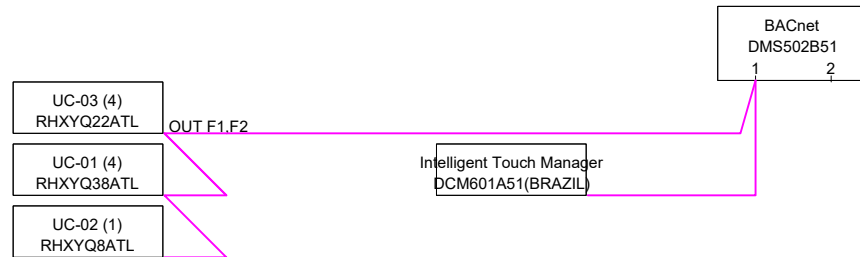 BACnet
DMS502B51
1 2
UC-03 (4)
RHXYQ22ATL
OUT F1,F2
UC-01 (4)
RHXYQ38ATL
Intelligent Touch Manager
DCM601A51(BRAZIL)
UC-02 (1)
RHXYQ8ATL